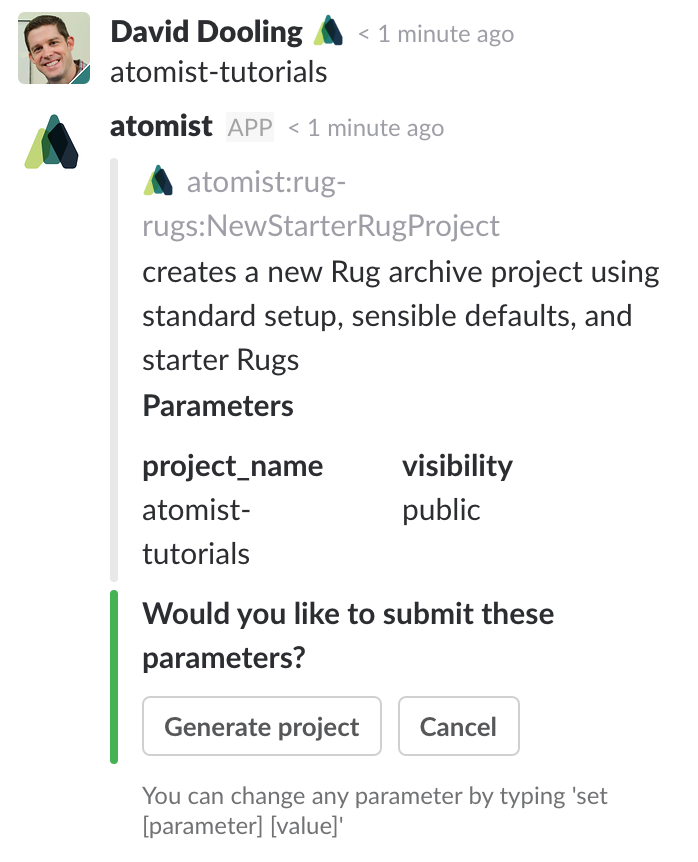 David Dooling < 1 minute ago
atomist-tutorials
atomist APP < 1 minute ago
atomist:rug-
rugs:NewStarterRugProject
creates a new Rug archive project using
standard setup, sensible defaults, and
starter Rugs
Parameters
project_name visibility
atomist- public
tutorials
Would you like to submit these
parameters?
Generate project Cancel
You can change any parameter by typing 'set
[parameter] [value]'